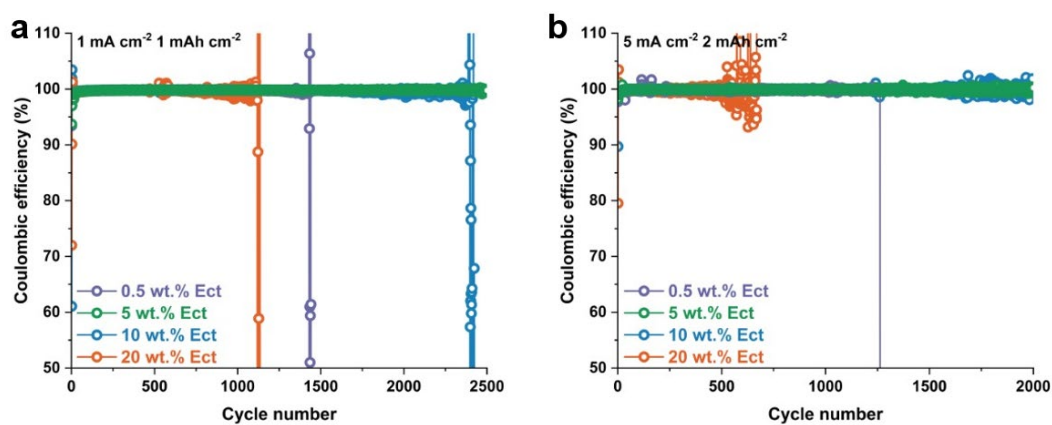 a
1 mA cm-2 1 mAh cm-2
110
100
90
80
70
60
50
Coulombic efficiency (%)
0.5 wt.% Ect
5 wt.% Ect
10 wt.% Ect
20 wt.% Ect
0 500 1000 1500 2000 2500
Cycle number
b
5 mA cm-2 2 mAh cm-2
110
100
90
80
70
60
50
Coulombic efficiency (%)
0.5 wt.% Ect
5 wt.% Ect
10 wt.% Ect
20 wt.% Ect
0 500 1000 1500 2000
Cycle number